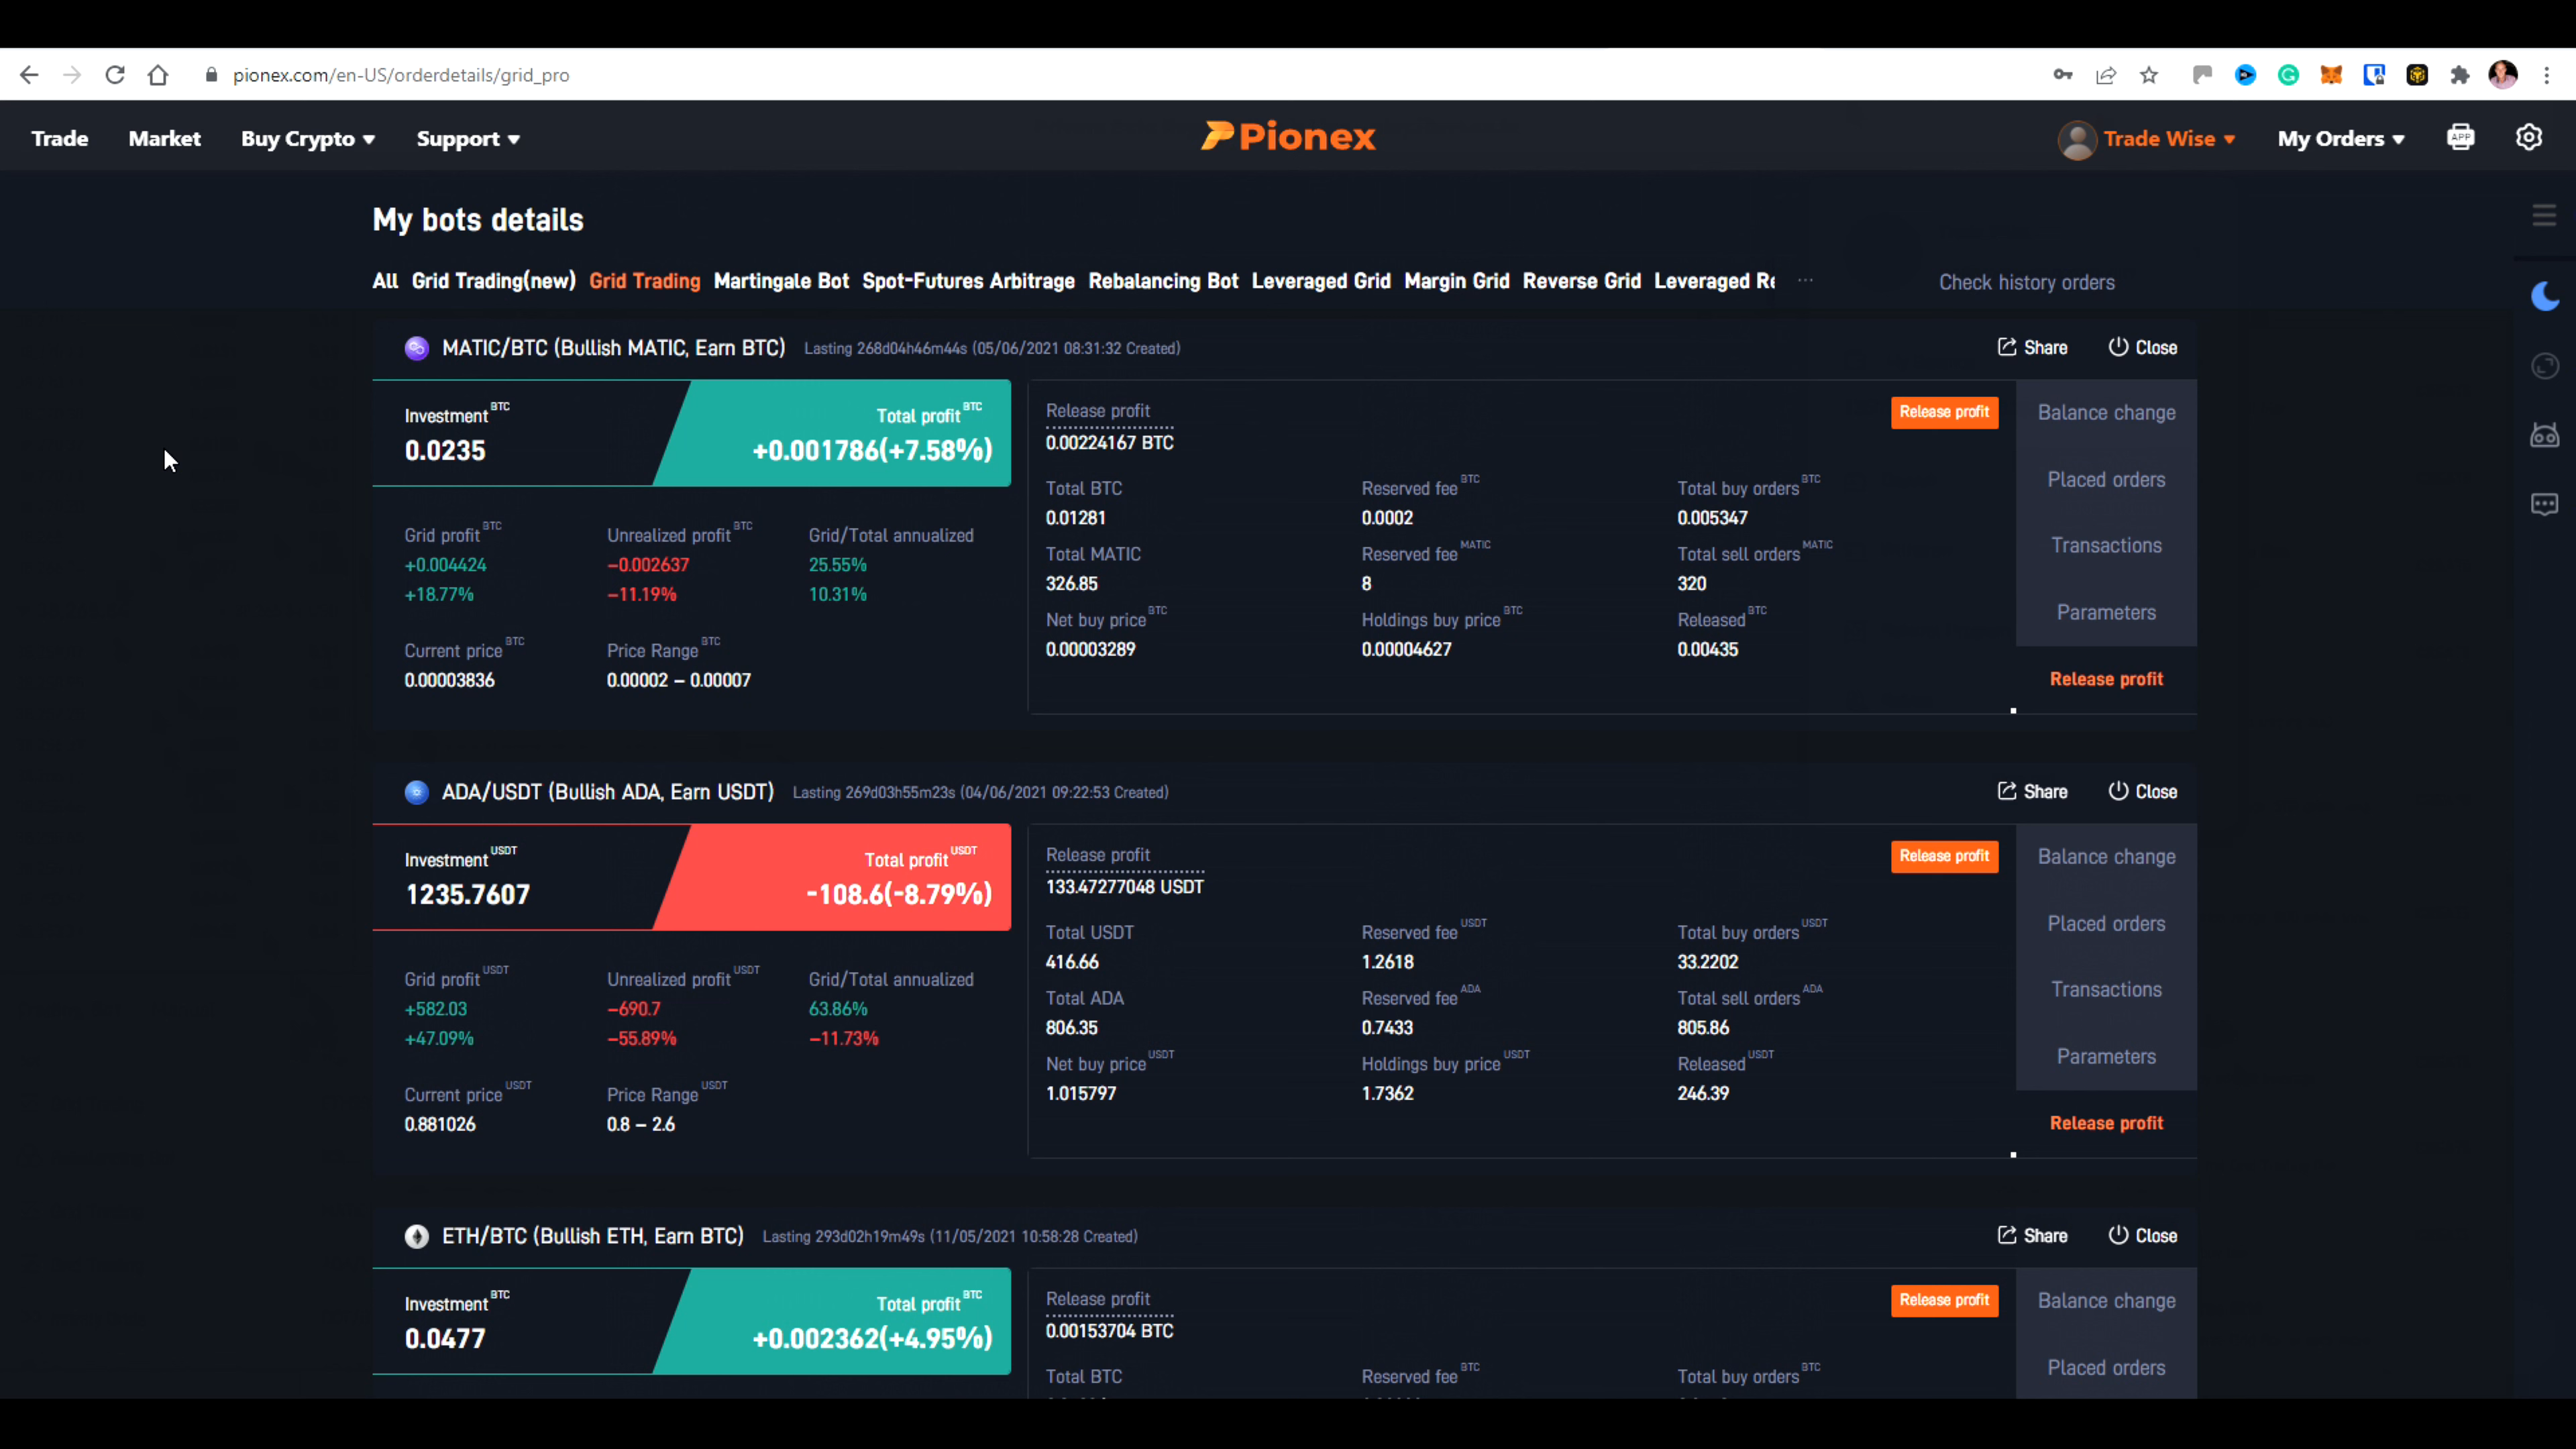 pionex.com/en-US/orderdetails/grid_pro
Trade Market Buy Crypto Support Pionex Trade Wise My Orders APP
My bots details
All Grid Trading(new) Grid Trading Martingale Bot Spot-Futures Arbitrage Rebalancing Bot Leveraged Grid Margin Grid Reverse Grid Leveraged Re ... Check history orders
MATIC/BTC (Bullish MATIC, Earn BTC) Lasting 268d04h46m44s (05/06/2021 08:31:32 Created) Share Close
Investment BTC Total profit BTC
0.0235 +0.001786(+7.58%)
Grid profit BTC Unrealized profit BTC Grid/Total annualized
+0.004424 -0.002637 25.55%
+18.77% -11.19% 10.31%
Current price BTC Price Range BTC
0.00003836 0.00002 – 0.00007
Release profit Release profit
0.00224167 BTC
Total BTC Reserved fee BTC Total buy orders BTC
0.01281 0.0002 0.005347
Total MATIC Reserved fee MATIC Total sell orders MATIC
326.85 8 320
Net buy price BTC Holdings buy price BTC Released BTC
0.00003289 0.00004627 0.00435
Balance change
Placed orders
Transactions
Parameters
Release profit
ADA/USDT (Bullish ADA, Earn USDT) Lasting 269d03h55m23s (04/06/2021 09:22:53 Created) Share Close
Investment USDT Total profit USDT
1235.7607 -108.6(-8.79%)
Grid profit USDT Unrealized profit USDT Grid/Total annualized
+582.03 -690.7 63.86%
+47.09% -55.89% -11.73%
Current price USDT Price Range USDT
0.881026 0.8 – 2.6
Release profit Release profit
133.47277048 USDT
Total USDT Reserved fee USDT Total buy orders USDT
416.66 1.2618 33.2202
Total ADA Reserved fee ADA Total sell orders ADA
806.35 0.7433 805.86
Net buy price USDT Holdings buy price USDT Released USDT
1.015797 1.7362 246.39
Balance change
Placed orders
Transactions
Parameters
Release profit
ETH/BTC (Bullish ETH, Earn BTC) Lasting 293d02h19m49s (11/05/2021 10:58:28 Created) Share Close
Investment BTC Total profit BTC
0.0477 +0.002362(+4.95%)
Release profit Release profit
0.00153704 BTC
Total BTC Reserved fee BTC Total buy orders BTC
Balance change
Placed orders